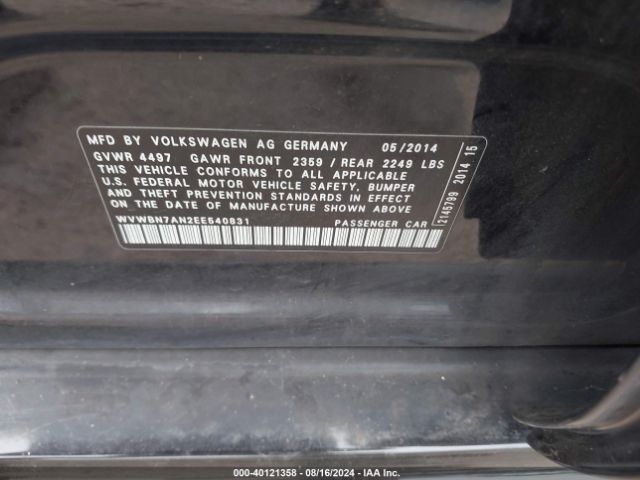 MFD BY VOLKSWAGEN AG GERMANY 05/2014
GVWR 4497 GAWR FRONT 2359 / REAR 2249 LBS
THIS VEHICLE CONFORMS TO ALL APPLICABLE
U.S. FEDERAL MOTOR VEHICLE SAFETY, BUMPER
AND THEFT PREVENTION STANDARDS IN EFFECT
ON THE DATE OF MANUFACTURE SHOWN ABOVE
WVWBN7AN2EE540831 PASSENGER CAR
2145799 2014 15
000-40121358 - 08/16/2024 - IAA Inc.